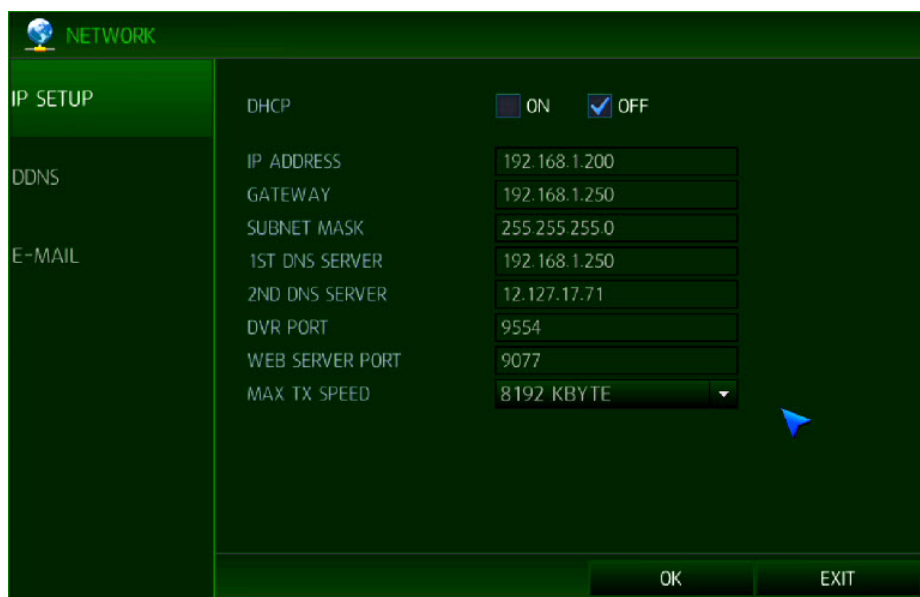 NETWORK
IP SETUP
DDNS
E-MAIL
DHCP ON OFF
IP ADDRESS 192.168.1.200
GATEWAY 192.168.1.250
SUBNET MASK 255.255.255.0
1ST DNS SERVER 192.168.1.250
2ND DNS SERVER 12.127.17.71
DVR PORT 9554
WEB SERVER PORT 9077
MAX TX SPEED 8192 KBYTE
OK EXIT